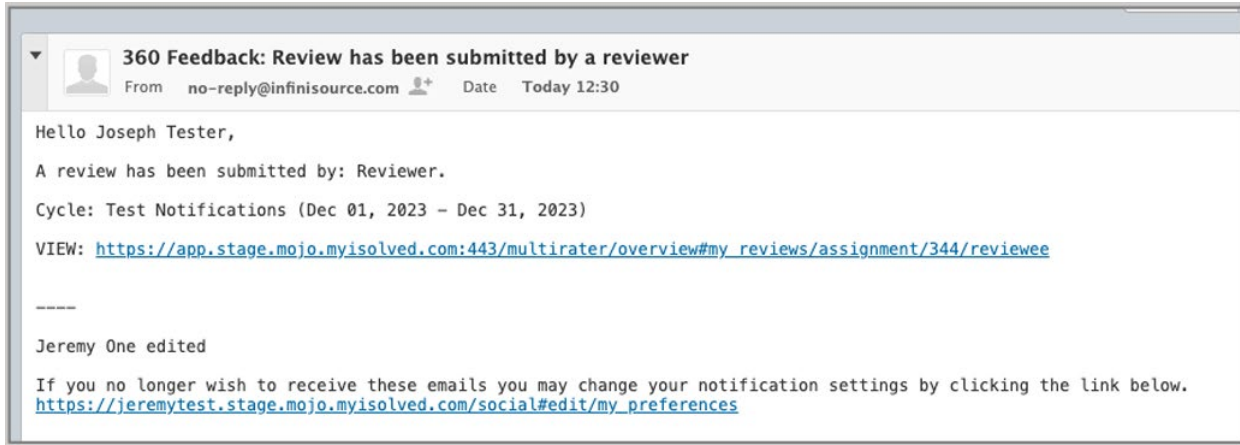 360 Feedback: Review has been submitted by a reviewer
From no-reply@infinisource.com Date Today 12:30
Hello Joseph Tester,
A review has been submitted by: Reviewer.
Cycle: Test Notifications (Dec 01, 2023 – Dec 31, 2023)
VIEW: https://app.stage.mojo.myisolved.com:443/multirater/overview#my_reviews/assignment/344/reviewee
----
Jeremy One edited
If you no longer wish to receive these emails you may change your notification settings by clicking the link below.
https://jeremytest.stage.mojo.myisolved.com/social#edit/my_preferences